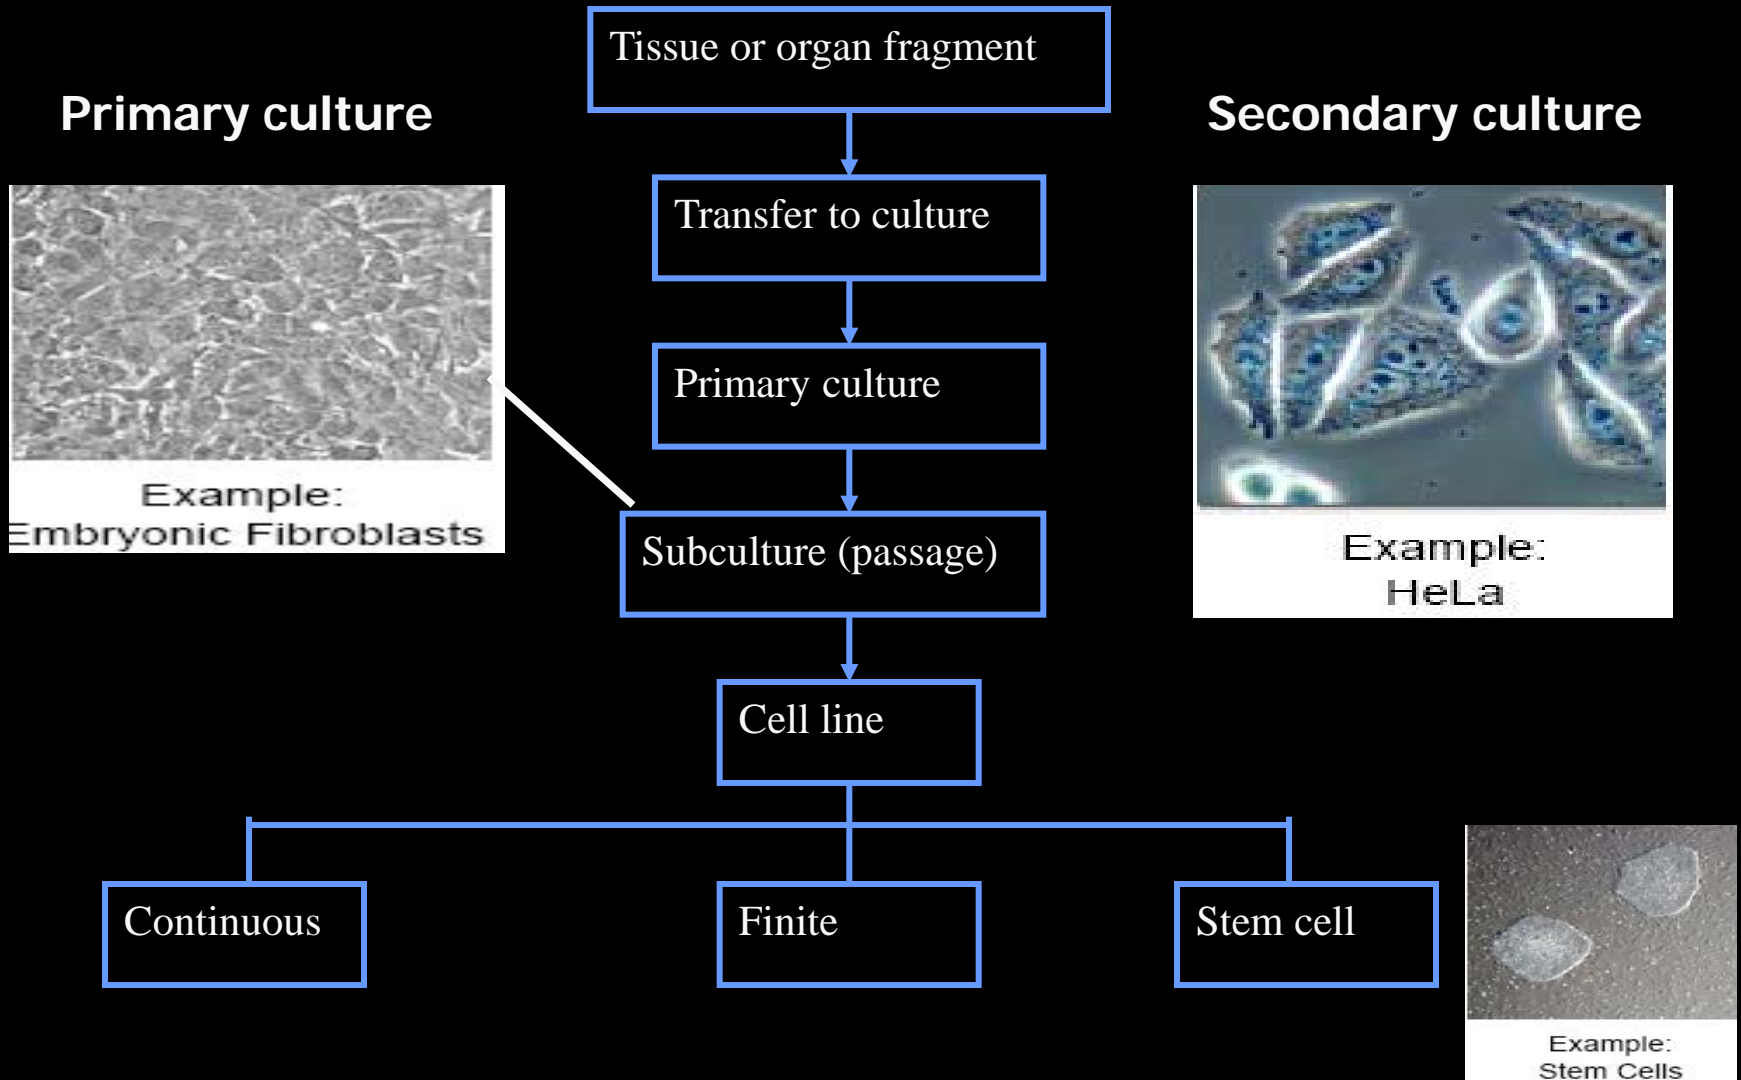 Tissue or organ fragment
Primary culture
Secondary culture
Transfer to culture
Primary culture
Example:
Embryonic Fibroblasts
Subculture (passage)
Example:
HeLa
Cell line
Continuous
Finite
Stem cell
Example:
Stem Cells